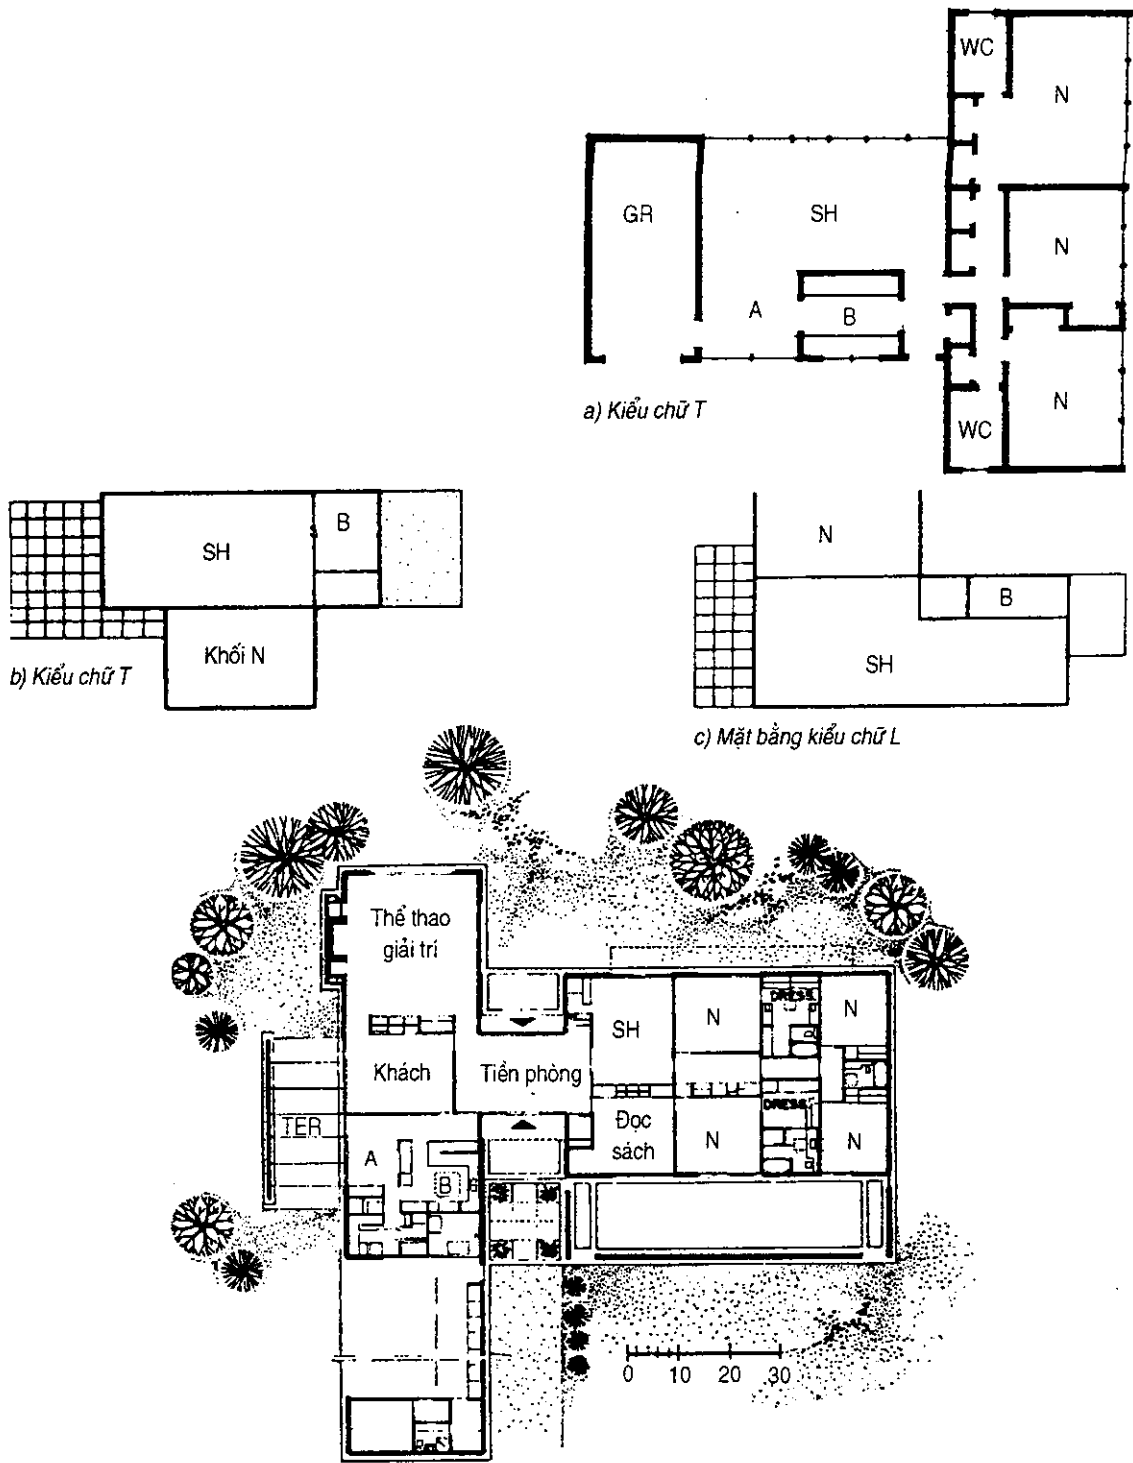 WC
N
GR
SH
N
A
B
N
WC
a) Kiểu chữ T
B
SH
Khối N
b) Kiểu chữ T
N
B
SH
c) Mặt bằng kiểu chữ L
Thể thao
giải trí
SH
N
DRESS.
N
Khách
Tiền phòng
TER
A
B
Đọc
sách
N
DRESS.
N
0 10 20 30